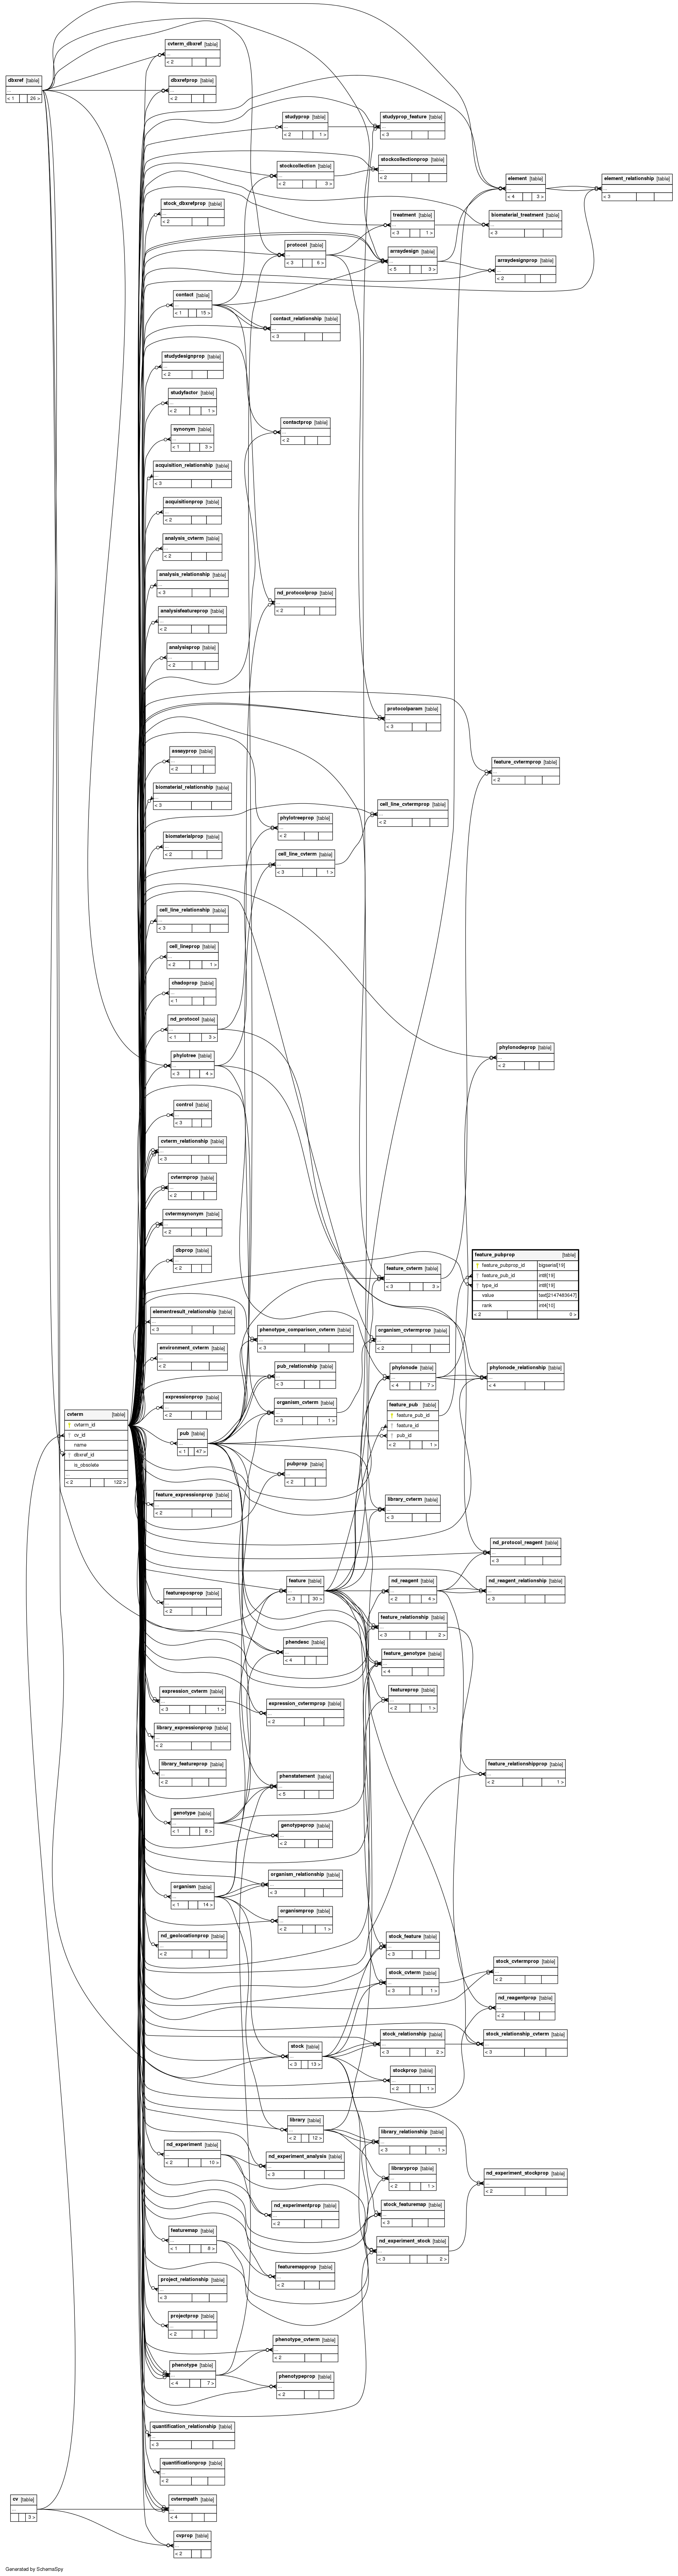 cvterm_dbxref [table]
...
< 2
dbxref [table]
...
< 1 26 >
dbxrefprop [table]
...
< 2
studyprop [table]
...
< 2 1 >
studyprop_feature [table]
...
< 3
stockcollection [table]
...
< 2 3 >
stockcollectionprop [table]
...
< 2
element [table]
...
< 4 3 >
element_relationship [table]
...
< 3
stock_dbxrefprop [table]
...
< 2
treatment [table]
...
< 3 1 >
biomaterial_treatment [table]
...
< 3
protocol [table]
...
< 3 6 >
arraydesign [table]
...
< 5 3 >
arraydesignprop [table]
...
< 2
contact [table]
...
< 1 15 >
contact_relationship [table]
...
< 3
studydesignprop [table]
...
< 2
studyfactor [table]
...
< 2 1 >
synonym [table]
...
< 1 3 >
contactprop [table]
...
< 2
acquisition_relationship [table]
...
< 3
acquisitionprop [table]
...
< 2
analysis_cvterm [table]
...
< 2
analysis_relationship [table]
...
< 3
nd_protocolprop [table]
...
< 2
analysisfeatureprop [table]
...
< 2
analysisprop [table]
...
< 2
protocolparam [table]
...
< 3
assayprop [table]
...
< 2
feature_cvtermprop [table]
...
< 2
biomaterial_relationship [table]
...
< 3
cell_line_cvtermprop [table]
...
< 2
phylotreeprop [table]
...
< 2
biomaterialprop [table]
...
< 2
cell_line_cvterm [table]
...
< 3 1 >
cell_line_relationship [table]
...
< 3
cell_lineprop [table]
...
< 2 1 >
chadoprop [table]
...
< 1
nd_protocol [table]
...
< 1 3 >
phylotree [table]
...
< 3 4 >
phylonodeprop [table]
...
< 2
control [table]
...
< 3
cvterm_relationship [table]
...
< 3
cvtermprop [table]
...
< 2
cvtermsynonym [table]
...
< 2
dbprop [table]
...
< 2
feature_cvterm [table]
...
< 3 3 >
feature_pubprop [table]
feature_pubprop_id bigserial[19]
feature_pub_id int8[19]
type_id int8[19]
value text[2147483647]
rank int4[10]
< 2 0 >
elementresult_relationship [table]
...
< 3
phenotype_comparison_cvterm [table]
...
< 3
organism_cvtermprop [table]
...
< 2
environment_cvterm [table]
...
< 2
pub_relationship [table]
...
< 3
phylonode [table]
...
< 4 7 >
phylonode_relationship [table]
...
< 4
expressionprop [table]
...
< 2
organism_cvterm [table]
...
< 3 1 >
feature_pub [table]
feature_pub_id
feature_id
pub_id
< 2 1 >
cvterm [table]
cvterm_id
cv_id
name
dbxref_id
is_obsolete
...
< 2 122 >
pub [table]
...
< 1 47 >
pubprop [table]
...
< 2
feature_expressionprop [table]
...
< 2
library_cvterm [table]
...
< 3
nd_protocol_reagent [table]
...
< 3
feature [table]
...
< 3 30 >
nd_reagent [table]
...
< 2 4 >
nd_reagent_relationship [table]
...
< 3
featureposprop [table]
...
< 2
feature_relationship [table]
...
< 3 2 >
phendesc [table]
...
< 4
feature_genotype [table]
...
< 4
expression_cvterm [table]
...
< 3 1 >
featureprop [table]
...
< 2 1 >
expression_cvtermprop [table]
...
< 2
library_expressionprop [table]
...
< 2
library_featureprop [table]
...
< 2
phenstatement [table]
...
< 5
feature_relationshipprop [table]
...
< 2 1 >
genotype [table]
...
< 1 8 >
genotypeprop [table]
...
< 2
organism [table]
...
< 1 14 >
organism_relationship [table]
...
< 3
organismprop [table]
...
< 2 1 >
nd_geolocationprop [table]
...
< 2
stock_feature [table]
...
< 3
stock_cvterm [table]
...
< 3 1 >
stock_cvtermprop [table]
...
< 2
nd_reagentprop [table]
...
< 2
stock [table]
...
< 3 13 >
stock_relationship [table]
...
< 3 2 >
stock_relationship_cvterm [table]
...
< 3
stockprop [table]
...
< 2 1 >
library [table]
...
< 2 12 >
library_relationship [table]
...
< 3 1 >
nd_experiment [table]
...
< 2 10 >
nd_experiment_analysis [table]
...
< 3
libraryprop [table]
...
< 2 1 >
nd_experiment_stockprop [table]
...
< 2
nd_experimentprop [table]
...
< 2
stock_featuremap [table]
...
< 3
featuremap [table]
...
< 1 8 >
nd_experiment_stock [table]
...
< 3 2 >
featuremapprop [table]
...
< 2
project_relationship [table]
...
< 3
projectprop [table]
...
< 2
phenotype_cvterm [table]
...
< 2
phenotype [table]
...
< 4 7 >
phenotypeprop [table]
...
< 2
quantification_relationship [table]
...
< 3
quantificationprop [table]
...
< 2
cv [table]
...
3 >
cvtermpath [table]
...
< 4
cvprop [table]
...
< 2
Generated by SchemaSpy